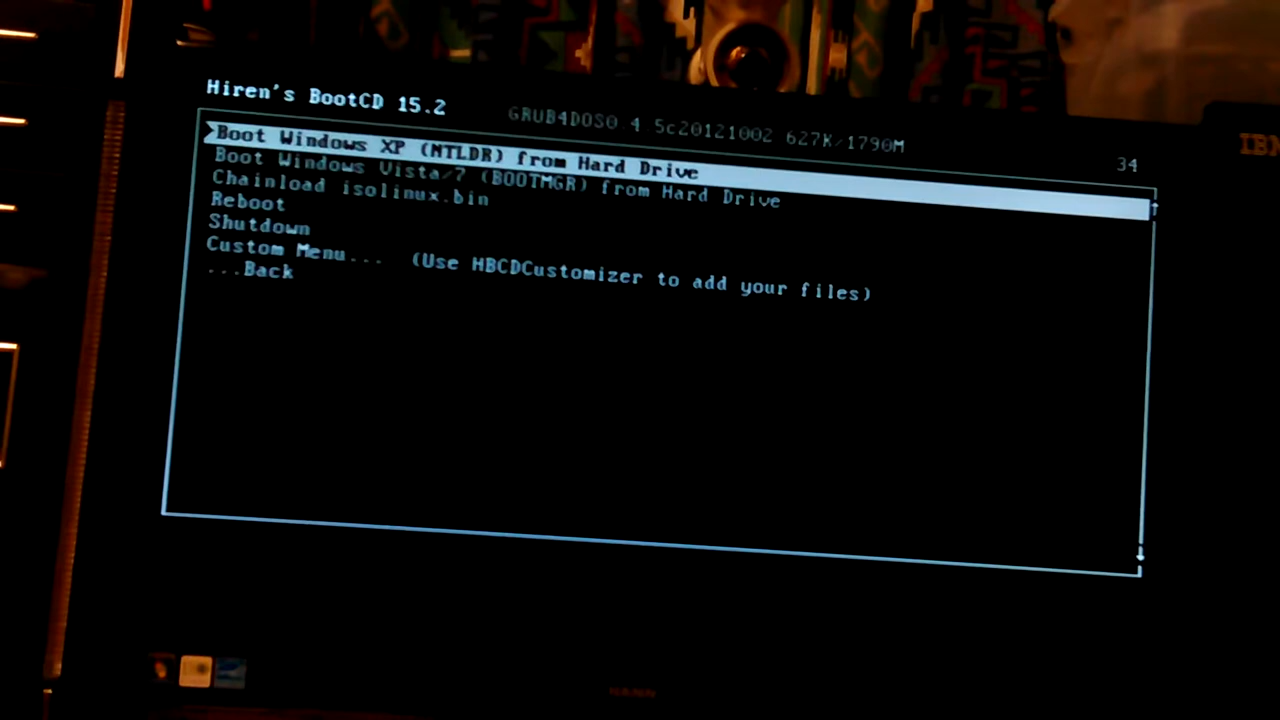 Hiren's BootCD 15.2
GRUB4DOS0.4.5c20121002 627K/1790M
34
Boot Windows XP (NTLDR) from Hard Drive
Boot Windows Vista/7 (BOOTMGR) from Hard Drive
Chainload isolinux.bin
Reboot
Shutdown
Custom Menu... (Use HBCDCustomizer to add your files)
...Back
IBM